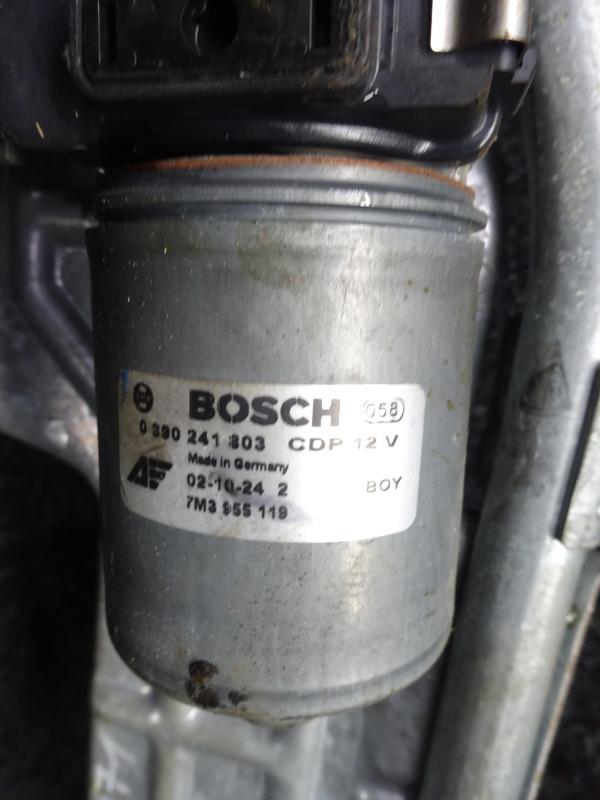 BOSCH 058
0 390 241 803 CDP 12 V
Made in Germany
AF 02-10-24 2 BOY
7M3 955 119